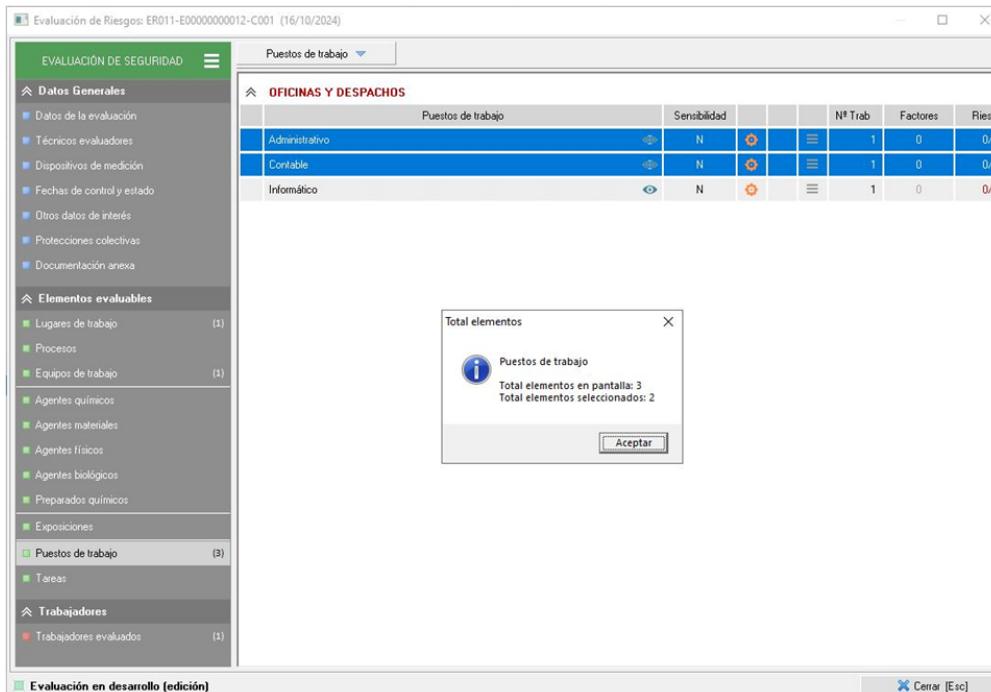 Evaluación de Riesgos: ER011-E00000000012-C001 (16/10/2024)
EVALUACIÓN DE SEGURIDAD
Puestos de trabajo
Datos Generales
Datos de la evaluación
Técnicos evaluadores
Dispositivos de medición
Fechas de control y estado
Otros datos de interés
Protecciones colectivas
Documentación anexa
Elementos evaluables
Lugares de trabajo (1)
Procesos
Equipos de trabajo (1)
Agentes químicos
Agentes materiales
Agentes físicos
Agentes biológicos
Preparados químicos
Exposiciones
Puestos de trabajo (3)
Tareas
Trabajadores
Trabajadores evaluados (1)
OFICINAS Y DESPACHOS
Puestos de trabajo Sensibilidad Nº Trab Factores Ries
Administrativo N 1 0 0/
Contable N 1 0 0/
Informático N 1 0 0/
Total elementos
Puestos de trabajo
Total elementos en pantalla: 3
Total elementos seleccionados: 2
Aceptar
Evaluación en desarrollo (edición)
Cerrar [Esc]